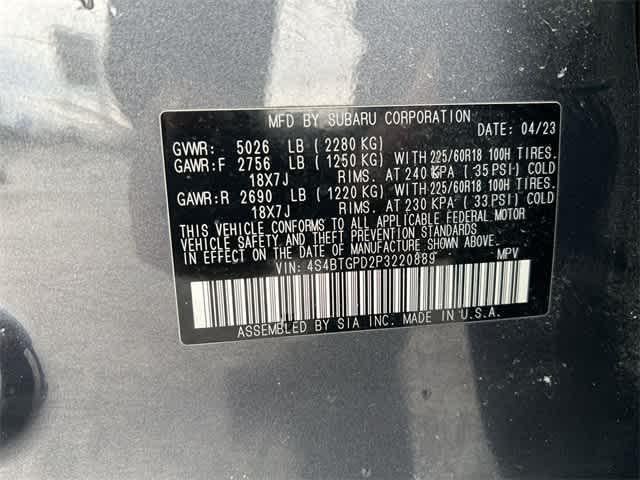 MFD BY SUBARU CORPORATION
DATE: 04/23
GVWR: 5026 LB (2280 KG)
GAWR:F 2756 LB (1250 KG) WITH 225/60R18 100H TIRES.
18X7J RIMS. AT 240 KPA (35 PSI) COLD
GAWR:R 2690 LB (1220 KG) WITH 225/60R18 100H TIRES.
18X7J RIMS. AT 230 KPA (33 PSI) COLD
THIS VEHICLE CONFORMS TO ALL APPLICABLE FEDERAL MOTOR
VEHICLE SAFETY AND THEFT PREVENTION STANDARDS
IN EFFECT ON THE DATE OF MANUFACTURE SHOWN ABOVE.
VIN: 4S4BTGPD2P3220889 MPV
ASSEMBLED BY SIA INC. MADE IN U.S.A.